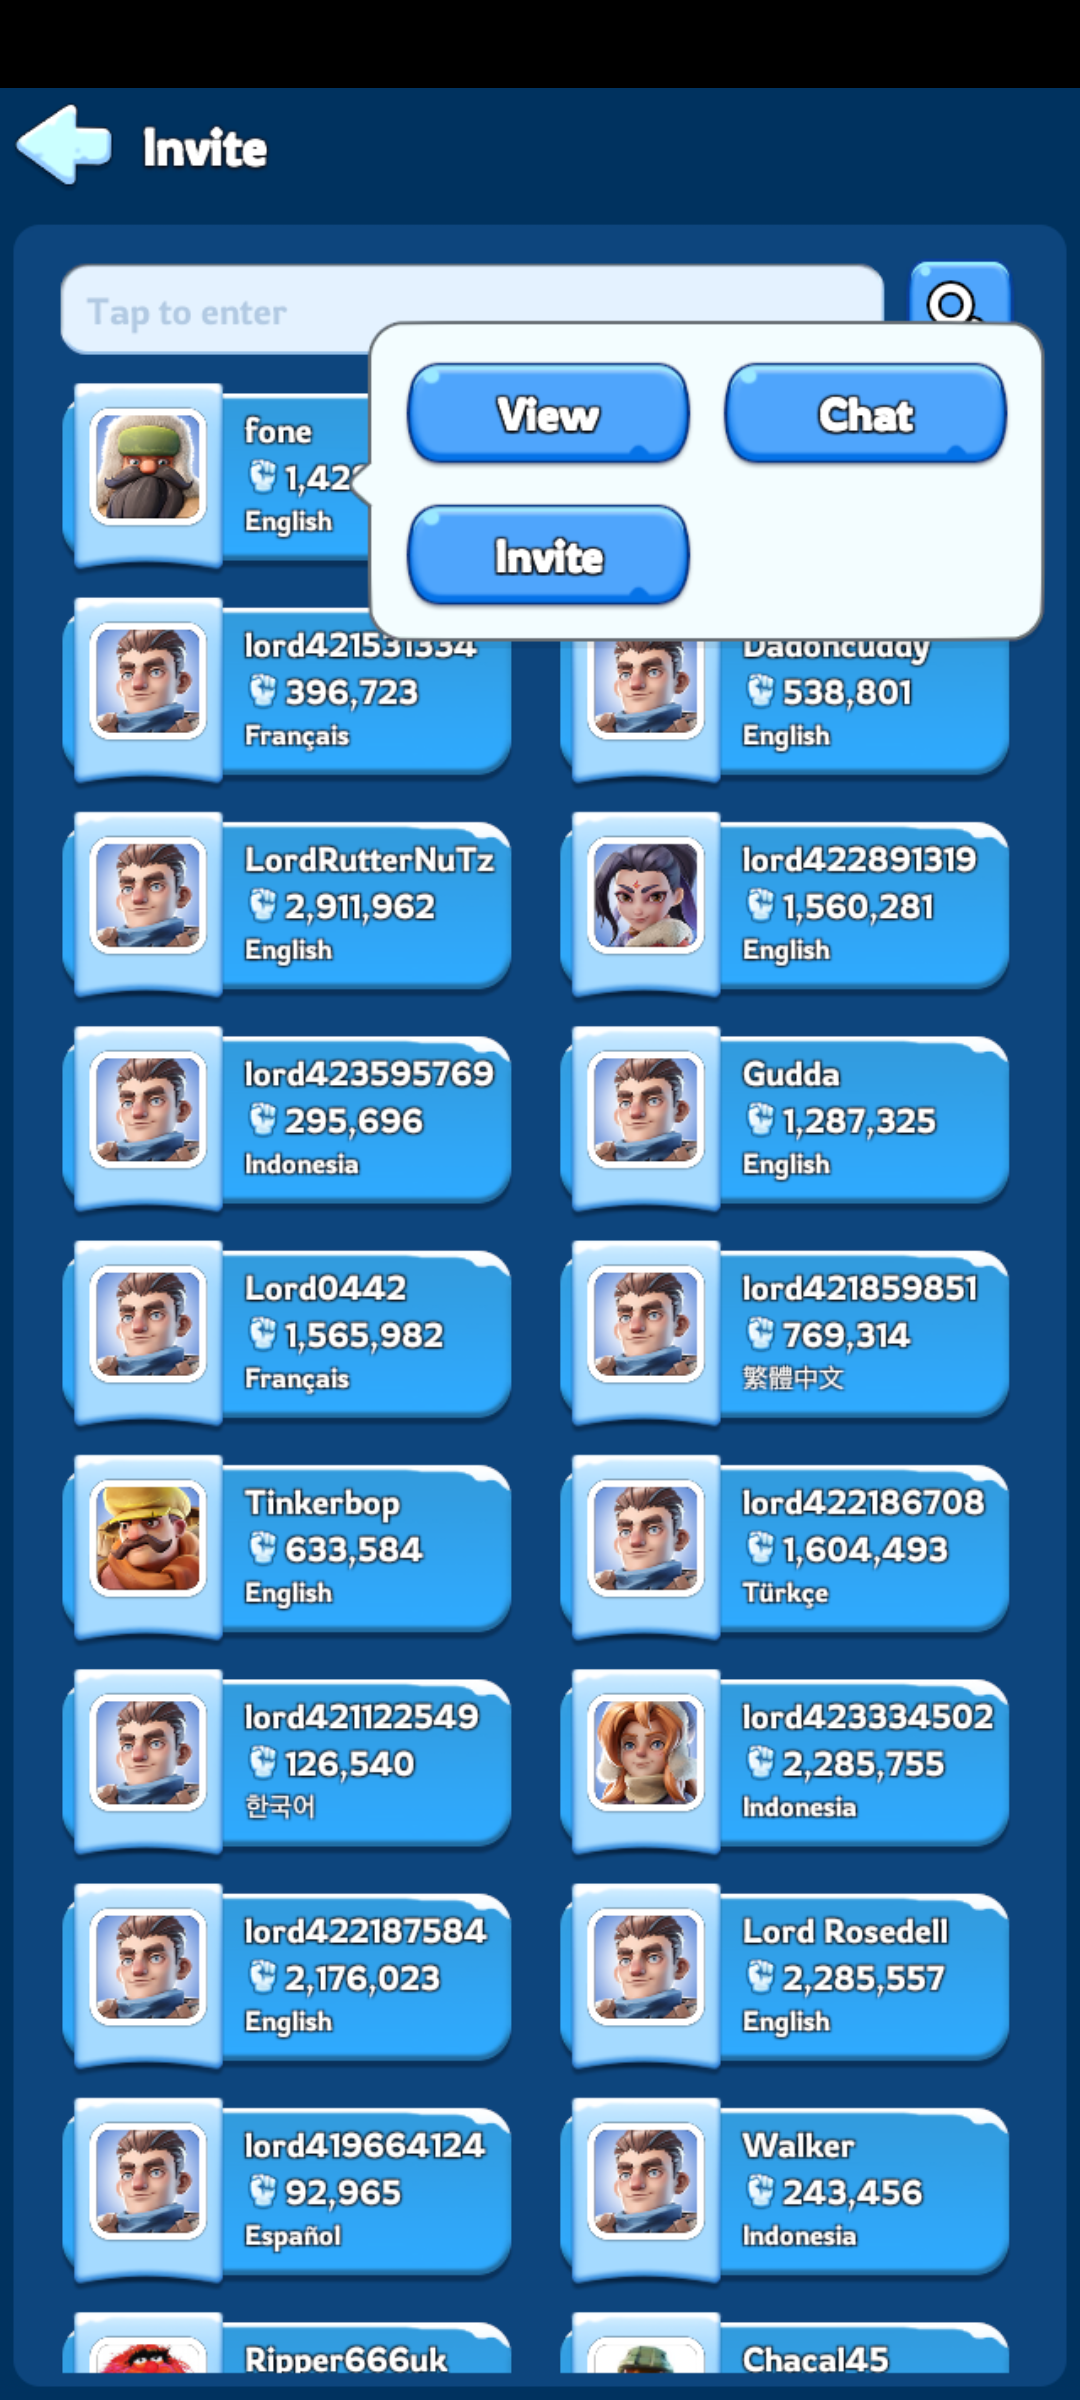 Invite
Tap to enter
View
Chat
Invite
fone
English
lord421531334
396,723
Français
Dadoncuddy
538,801
English
LordRutterNuTz
2,911,962
English
lord422891319
1,560,281
English
lord423595769
295,696
Indonesia
Gudda
1,287,325
English
Lord0442
1,565,982
Français
lord421859851
769,314
繁體中文
Tinkerbop
633,584
English
lord422186708
1,604,493
Türkçe
lord421122549
126,540
한국어
lord423334502
2,285,755
Indonesia
lord422187584
2,176,023
English
Lord Rosedell
2,285,557
English
lord419664124
92,965
Español
Walker
243,456
Indonesia
Ripper666uk
Chacal45